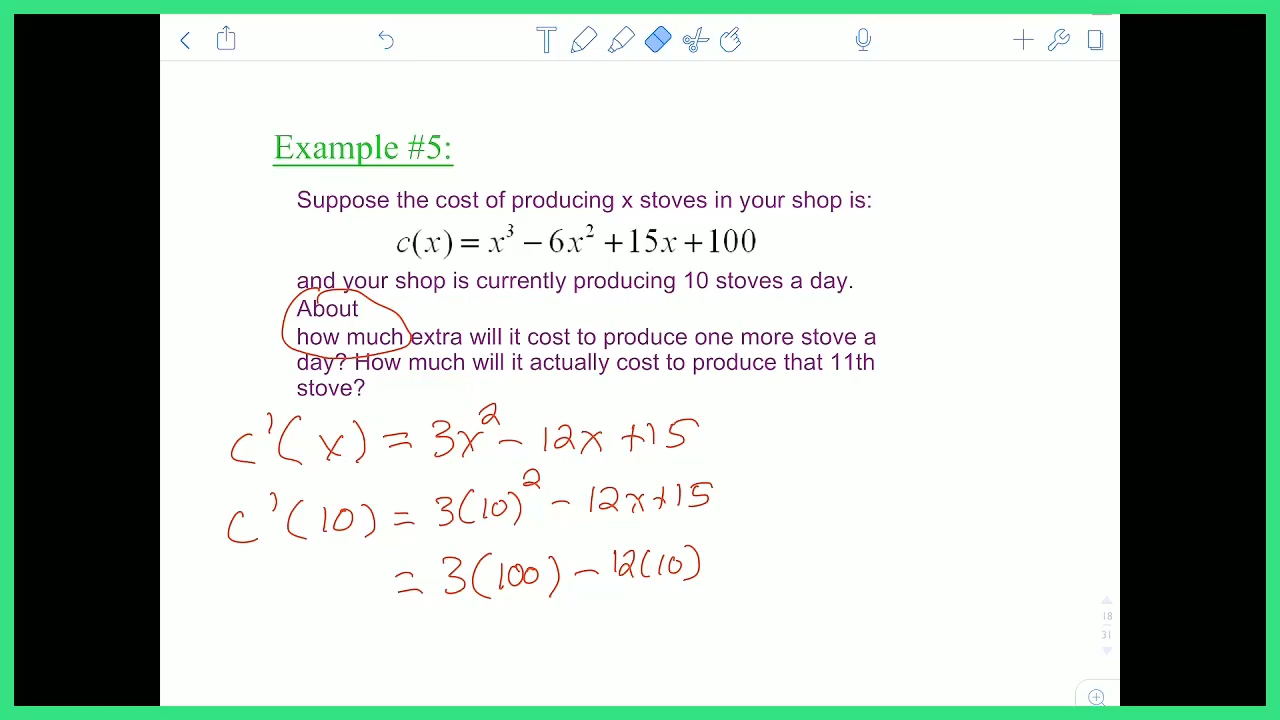 T
Example #5:
Suppose the cost of producing x stoves in your shop is:
c(x) = x³ − 6x² + 15x + 100
and your shop is currently producing 10 stoves a day.
About
how much extra will it cost to produce one more stove a
day? How much will it actually cost to produce that 11th
stove?
c'(x) = 3x² − 12x + 15
c'(10) = 3(10)² − 12x + 15
= 3(100) − 12(10)
18
31